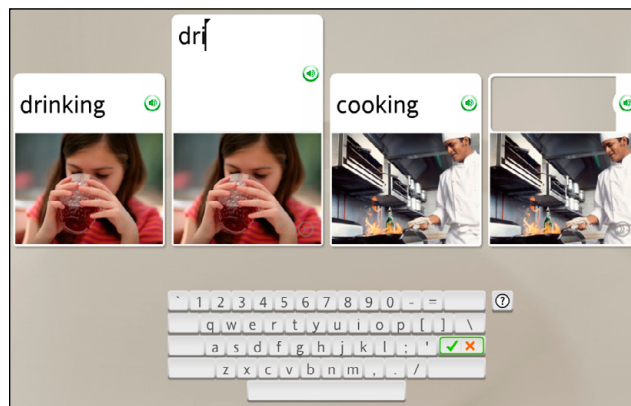 dri
drinking
cooking
` 1 2 3 4 5 6 7 8 9 0 - =
q w e r t y u i o p [ ] \
a s d f g h j k l ; '
z x c v b n m , . /
?